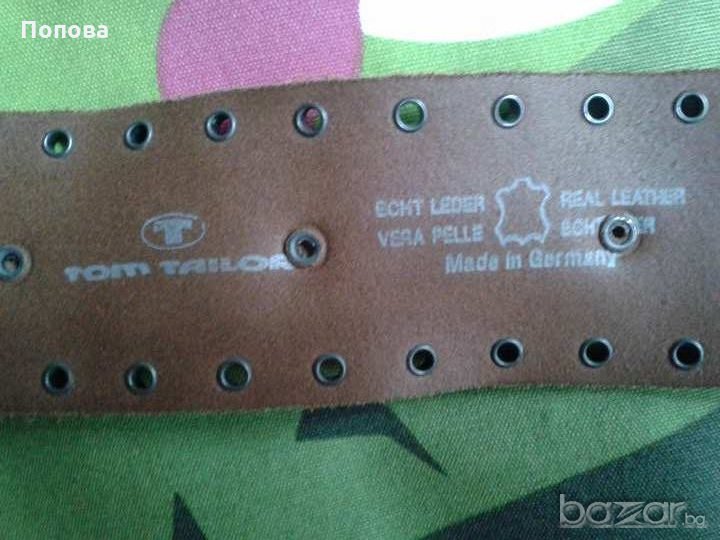 Попова
T
TOM TAILOR
ECHT LEDER REAL LEATHER
VERA PELLE
Made in Germany
bazar.bg